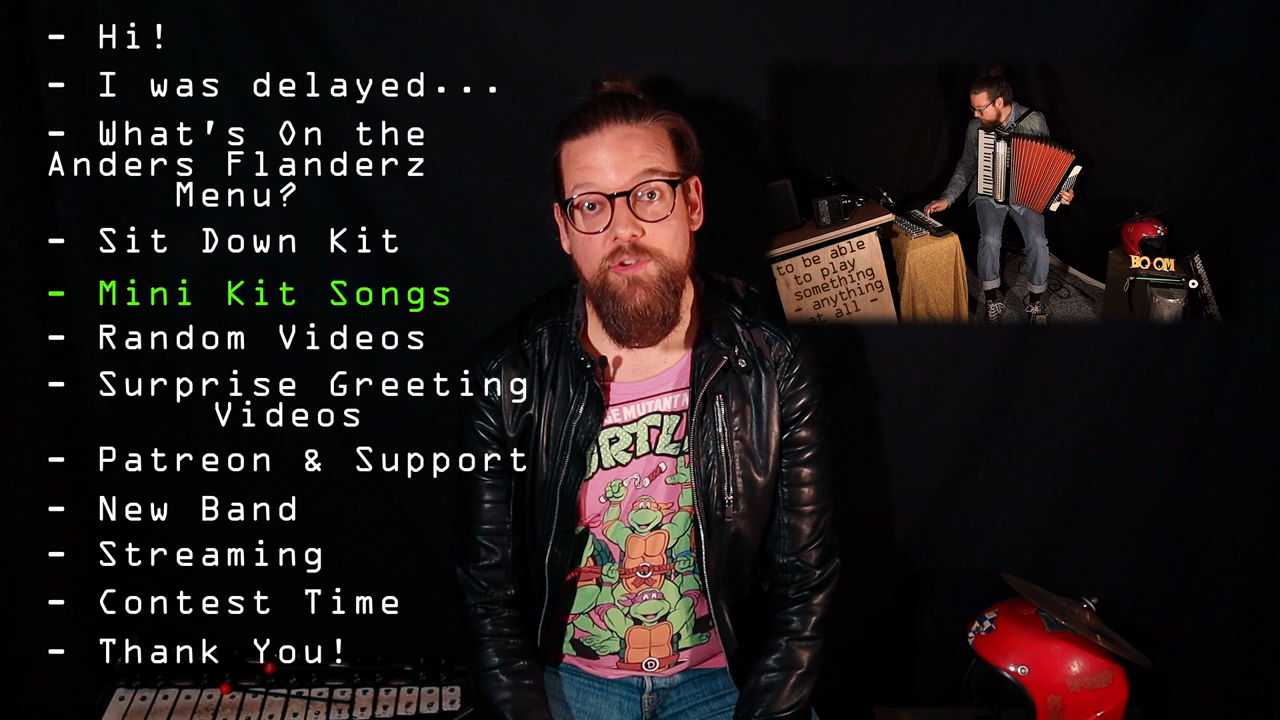 - Hi!
- I was delayed...
- What's On the
Anders Flanderz
Menu?
- Sit Down Kit
- Mini Kit Songs
- Random Videos
- Surprise Greeting
Videos
- Patreon & Support
- New Band
- Streaming
- Contest Time
- Thank You!
to be able
to play
something
- anything
at all -
BOOM
MUTANT
TURTL
D